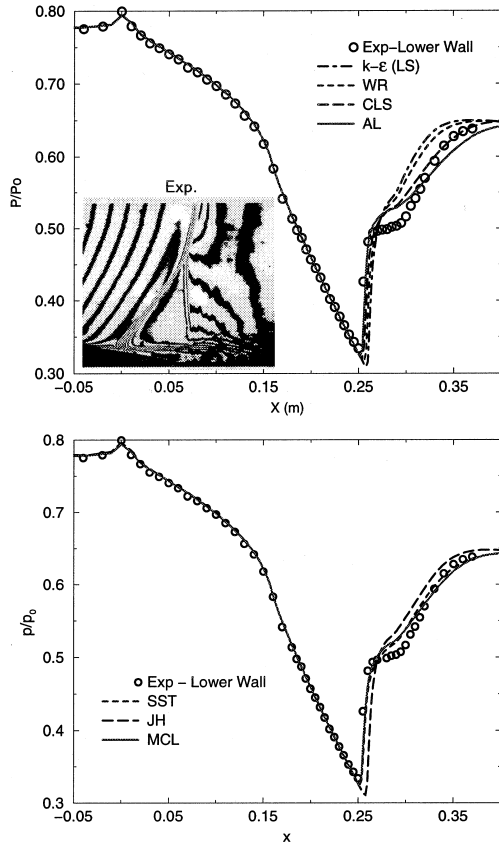 0.80
0.70
0.60
0.50
0.40
0.30
P/Po
Exp-Lower Wall
k-ε (LS)
WR
CLS
AL
Exp.
-0.05
0.05
0.15
0.25
0.35
X (m)
0.8
0.7
0.6
0.5
0.4
0.3
p/p₀
Exp - Lower Wall
SST
JH
MCL
-0.05
0.05
0.15
0.25
0.35
x